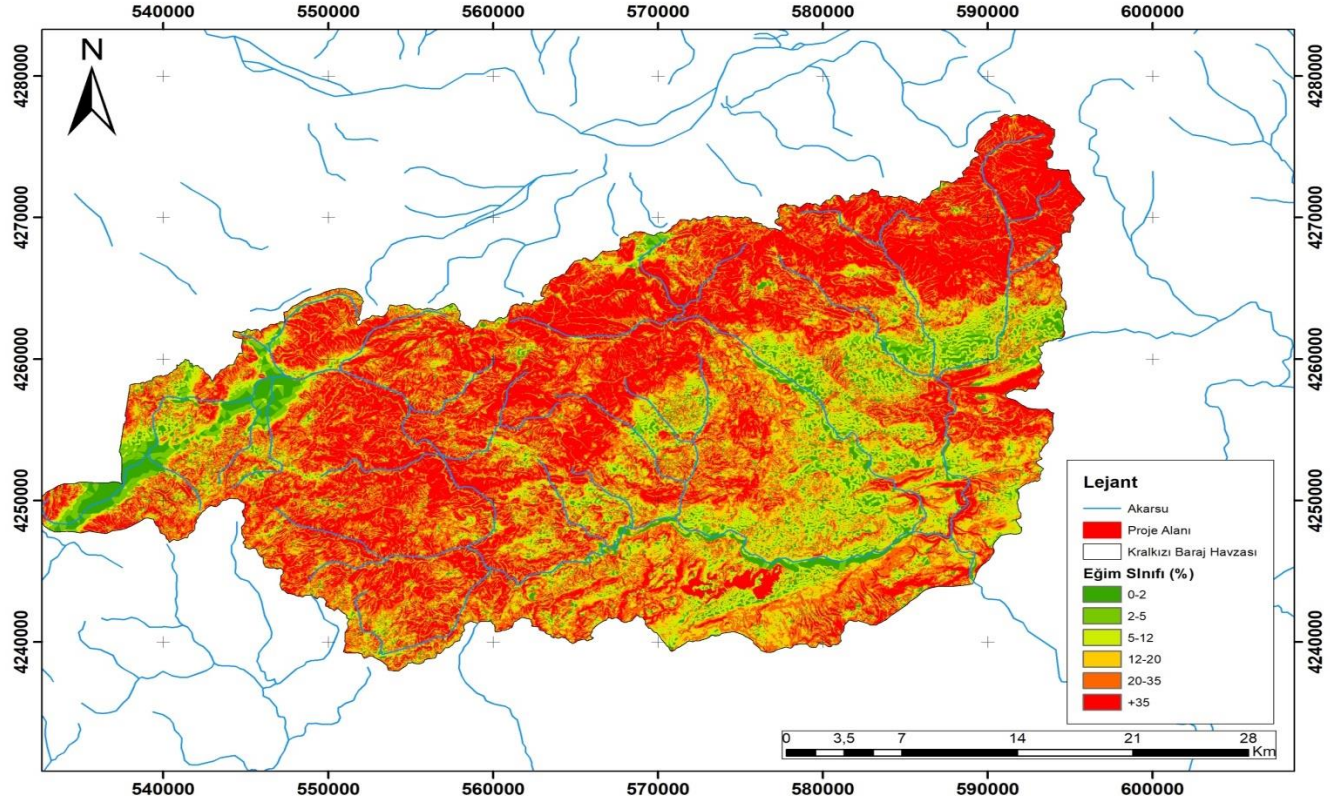 540000 550000 560000 570000 580000 590000 600000
N
4280000 4280000
4270000 4270000
4260000 4260000
4250000 4250000
4240000 4240000
Lejant
Akarsu
Proje Alanı
Kralkızı Baraj Havzası
Eğim SInıfı (%)
0-2
2-5
5-12
12-20
20-35
+35
0 3,5 7 14 21 28
Km
540000 550000 560000 570000 580000 590000 600000